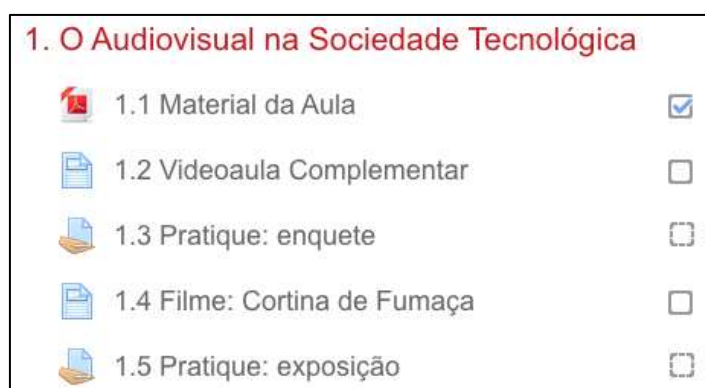 1. O Audiovisual na Sociedade Tecnológica
1.1 Material da Aula
1.2 Videoaula Complementar
1.3 Pratique: enquete
1.4 Filme: Cortina de Fumaça
1.5 Pratique: exposição